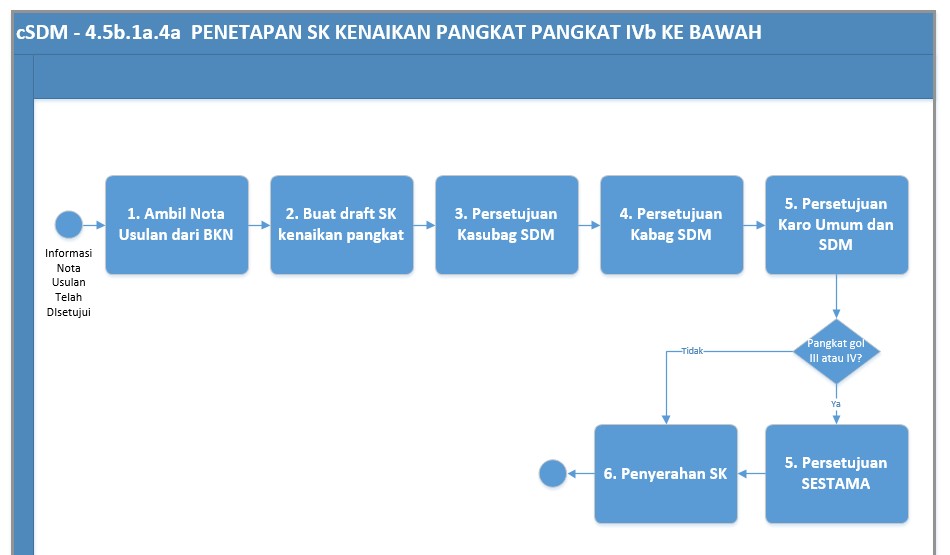 cSDM - 4.5b.1a.4a  PENETAPAN SK KENAIKAN PANGKAT PANGKAT IVb KE BAWAH
1. Ambil Nota
Usulan dari BKN
2. Buat draft SK
kenaikan pangkat
3. Persetujuan
Kasubag SDM
4. Persetujuan
Kabag SDM
5. Persetujuan
Karo Umum dan
SDM
Informasi
Nota
Usulan
Telah
DIsetujui
Pangkat gol
III atau IV?
Tidak
Ya
6. Penyerahan SK
5. Persetujuan
SESTAMA